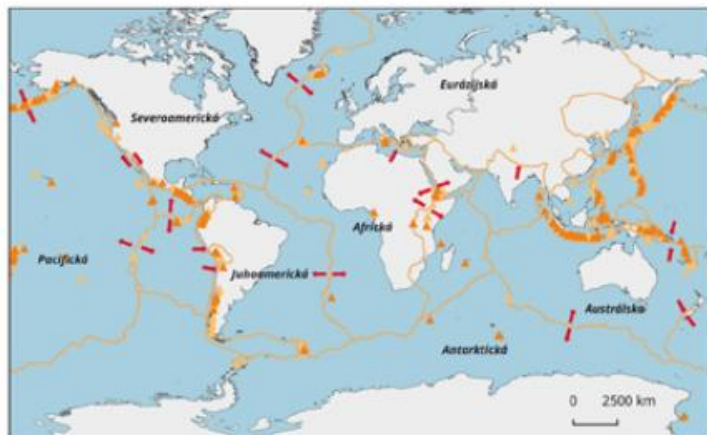 Eurázijská
Severoamerická
Africká
Pacifická
Juhoamerická
Austrálska
Antarktická
0 2500 km